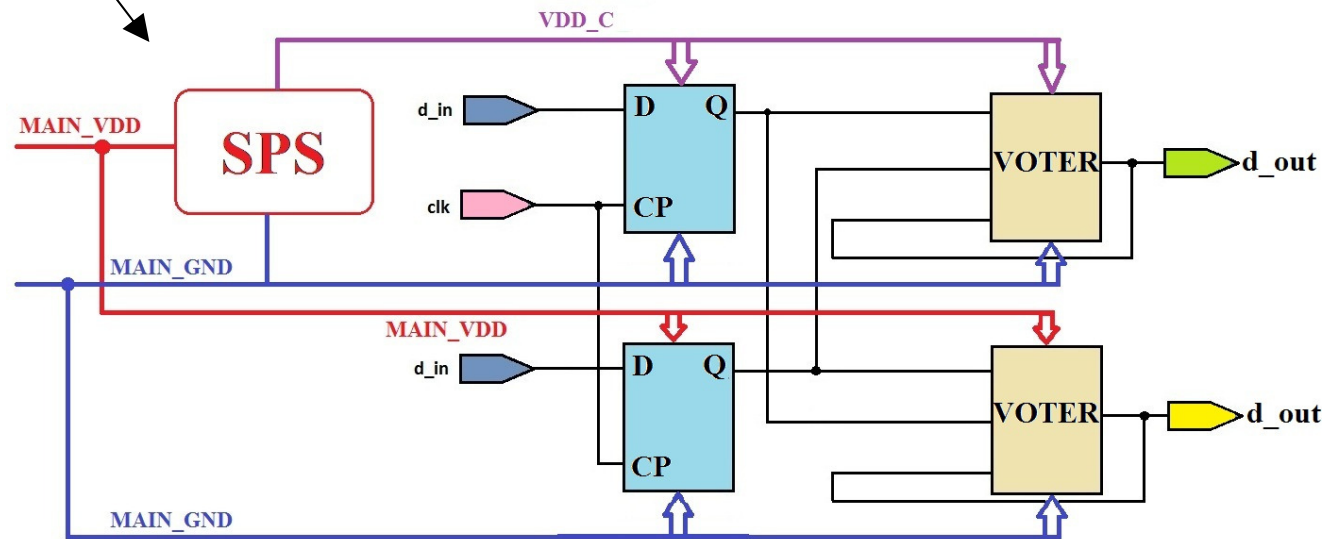 VDD_C
MAIN_VDD
SPS
d_in
D Q
VOTER
d_out
clk
CP
MAIN_GND
MAIN_VDD
d_in
D Q
VOTER
d_out
CP
MAIN_GND